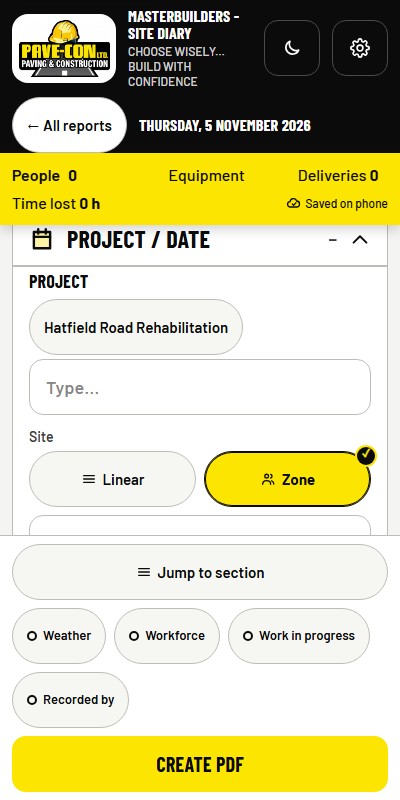 PAVE-CON LTD.
PAVING & CONSTRUCTION
MASTERBUILDERS -
SITE DIARY
CHOOSE WISELY...
BUILD WITH
CONFIDENCE
← All reports
THURSDAY, 5 NOVEMBER 2026
People 0 Equipment Deliveries 0
Time lost 0 h Saved on phone
PROJECT / DATE –
PROJECT
Hatfield Road Rehabilitation
Type...
Site
Linear Zone
Jump to section
Weather Workforce Work in progress
Recorded by
CREATE PDF